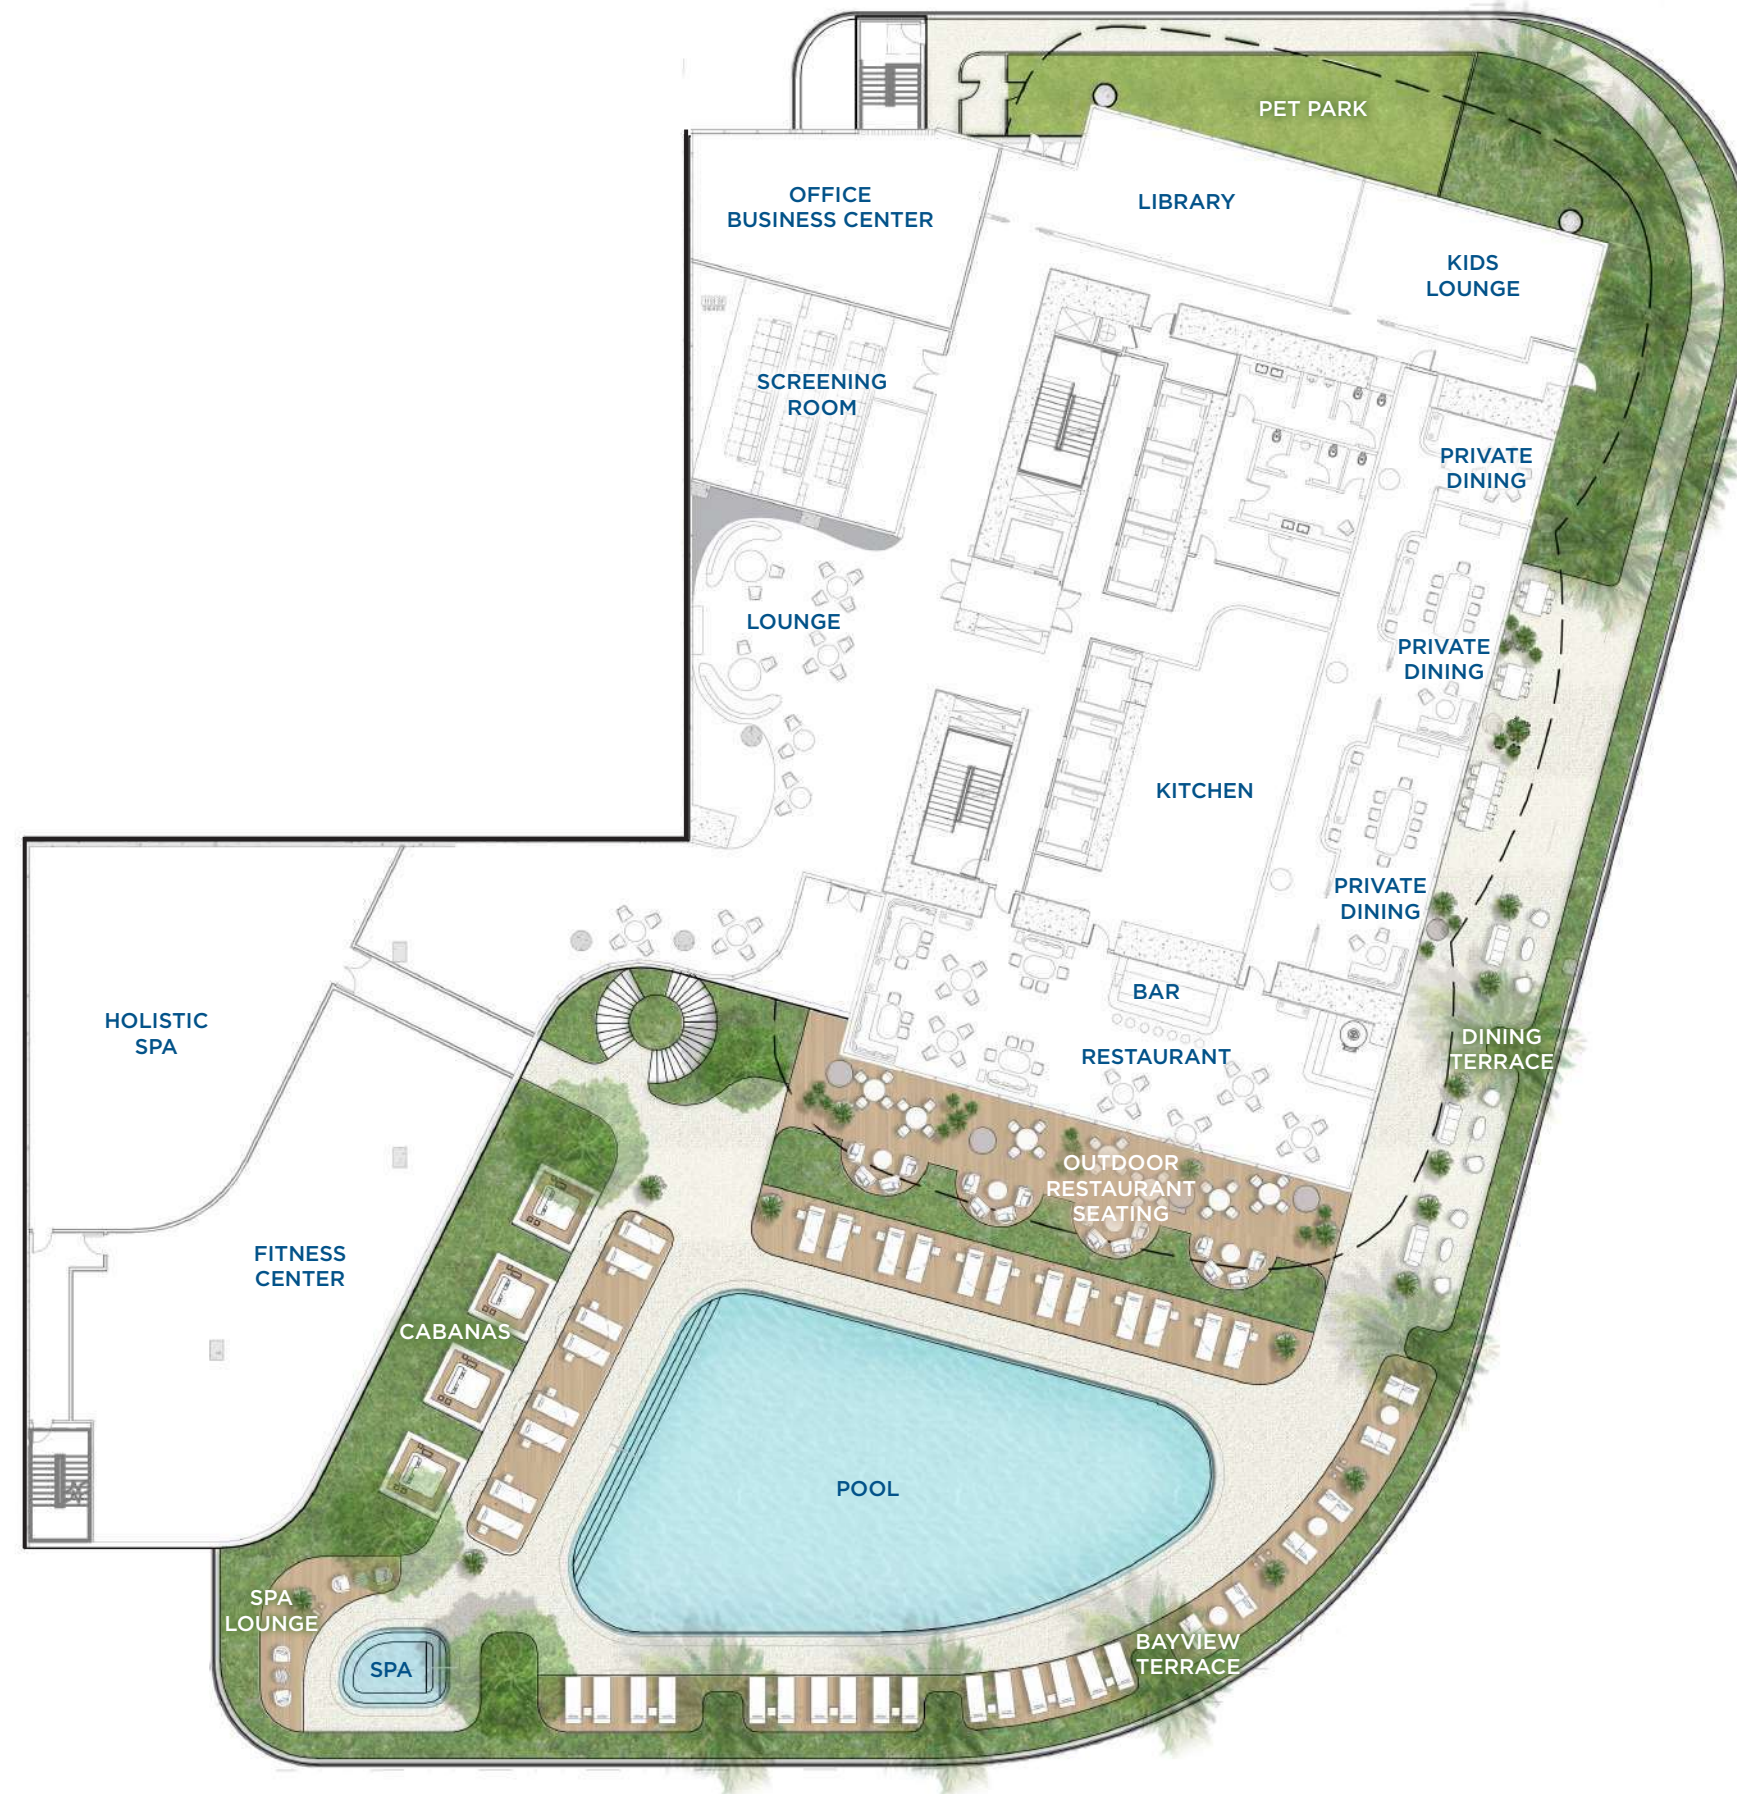 PET PARK
OFFICE
BUSINESS CENTER
LIBRARY
KIDS
LOUNGE
SCREENING
ROOM
PRIVATE
DINING
LOUNGE
PRIVATE
DINING
KITCHEN
PRIVATE
DINING
HOLISTIC
SPA
BAR
RESTAURANT
DINING
TERRACE
OUTDOOR
RESTAURANT
SEATING
FITNESS
CENTER
CABANAS
POOL
SPA
LOUNGE
SPA
BAYVIEW
TERRACE